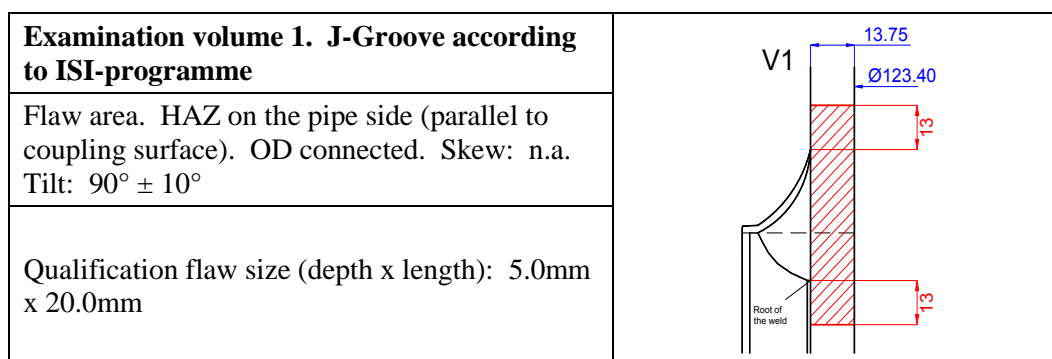 Examination volume 1.  J-Groove according
to ISI-programme
Flaw area.  HAZ on the pipe side (parallel to
coupling surface).  OD connected.  Skew:  n.a.
Tilt:  90° ± 10°
Qualification flaw size (depth x length):  5.0mm
x 20.0mm
V1
13.75
Ø123.40
13
13
Root of
the weld